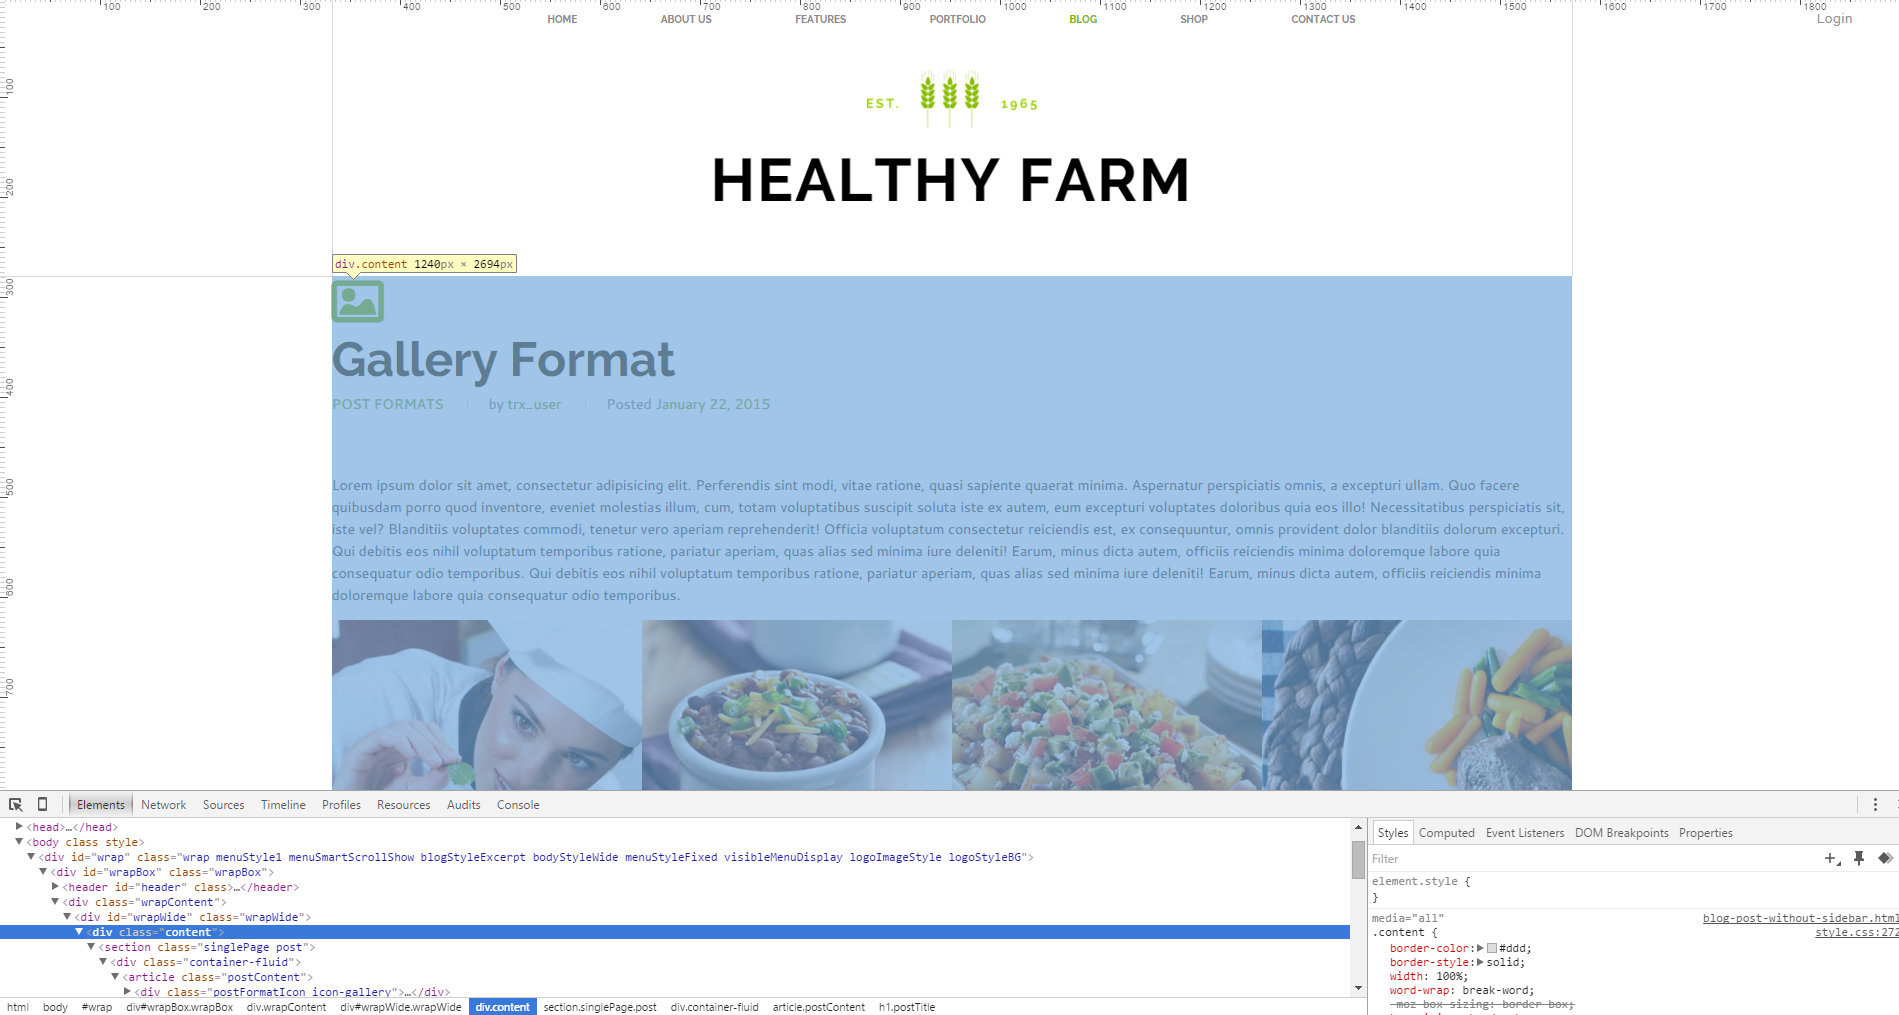 100 200 300 400 500 600 700 800 900 1000 1100 1200 1300 1400 1500 1600 1700 1800
HOME ABOUT US FEATURES PORTFOLIO BLOG SHOP CONTACT US Login
100
EST. 1965
200
HEALTHY FARM
div.content 1240px × 2694px
300
Gallery Format
400
POST FORMATS by trx_user Posted January 22, 2015
500
Lorem ipsum dolor sit amet, consectetur adipisicing elit. Perferendis sint modi, vitae ratione, quasi sapiente quaerat minima. Aspernatur perspiciatis omnis, a excepturi ullam. Quo facere
quibusdam porro quod inventore, eveniet molestias illum, cum, totam voluptatibus suscipit soluta iste ex autem, eum excepturi voluptates doloribus quia eos illo! Necessitatibus perspiciatis sit,
iste vel? Blanditiis voluptates commodi, tenetur vero aperiam reprehenderit! Officia voluptatum consectetur reiciendis est, ex consequuntur, omnis provident dolor blanditiis dolorum excepturi.
Qui debitis eos nihil voluptatum temporibus ratione, pariatur aperiam, quas alias sed minima iure deleniti! Earum, minus dicta autem, officiis reiciendis minima doloremque labore quia
consequatur odio temporibus. Qui debitis eos nihil voluptatum temporibus ratione, pariatur aperiam, quas alias sed minima iure deleniti! Earum, minus dicta autem, officiis reiciendis minima
600
doloremque labore quia consequatur odio temporibus.
700
Elements Network Sources Timeline Profiles Resources Audits Console
<head>…</head>
<body class style>
<div id="wrap" class="wrap menuStyle1 menuSmartScrollShow blogStyleExcerpt bodyStyleWide menuStyleFixed visibleMenuDisplay logoImageStyle logoStyleBG">
<div id="wrapBox" class="wrapBox">
<header id="header" class>…</header>
<div class="wrapContent">
<div id="wrapWide" class="wrapWide">
<div class="content">
<section class="singlePage post">
<div class="container-fluid">
<article class="postContent">
<div class="postFormatIcon icon-gallery">…</div>
html body #wrap div#wrapBox.wrapBox div.wrapContent div#wrapWide.wrapWide div.content section.singlePage.post div.container-fluid article.postContent h1.postTitle
Styles Computed Event Listeners DOM Breakpoints Properties
Filter
element.style {
}
media="all" blog-post-without-sidebar.html
.content { style.css:272
border-color: #ddd;
border-style: solid;
width: 100%;
word-wrap: break-word;
-moz-box-sizing: border-box;